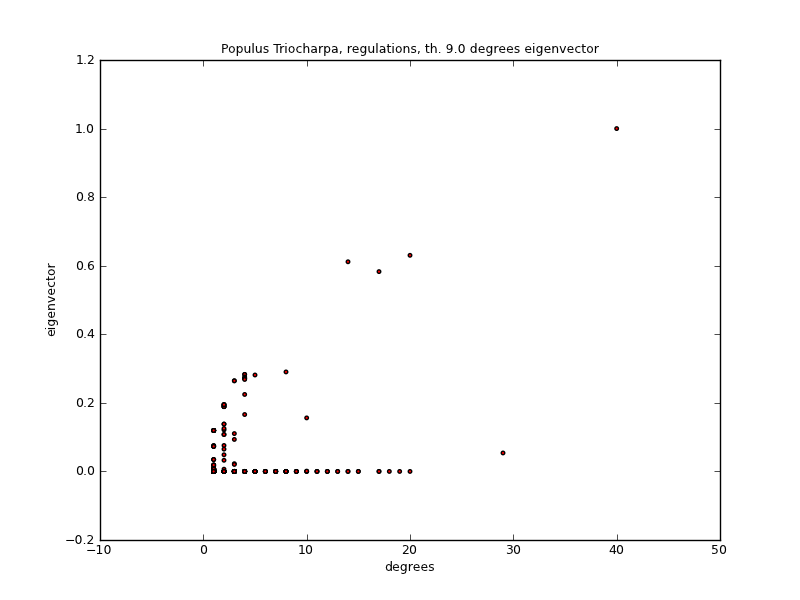 Populus Triocharpa, regulations, th. 9.0 degrees eigenvector
1.2
1.0
0.8
0.6
0.4
0.2
0.0
−0.2
eigenvector
−10 0 10 20 30 40 50
degrees